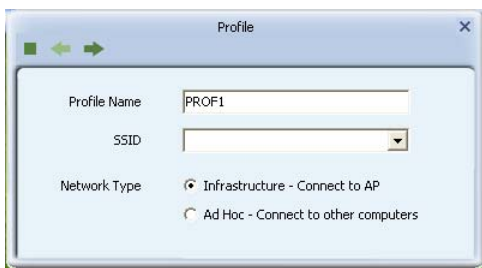 Profile
Profile Name PROF1
SSID
Network Type Infrastructure - Connect to AP
Ad Hoc - Connect to other computers